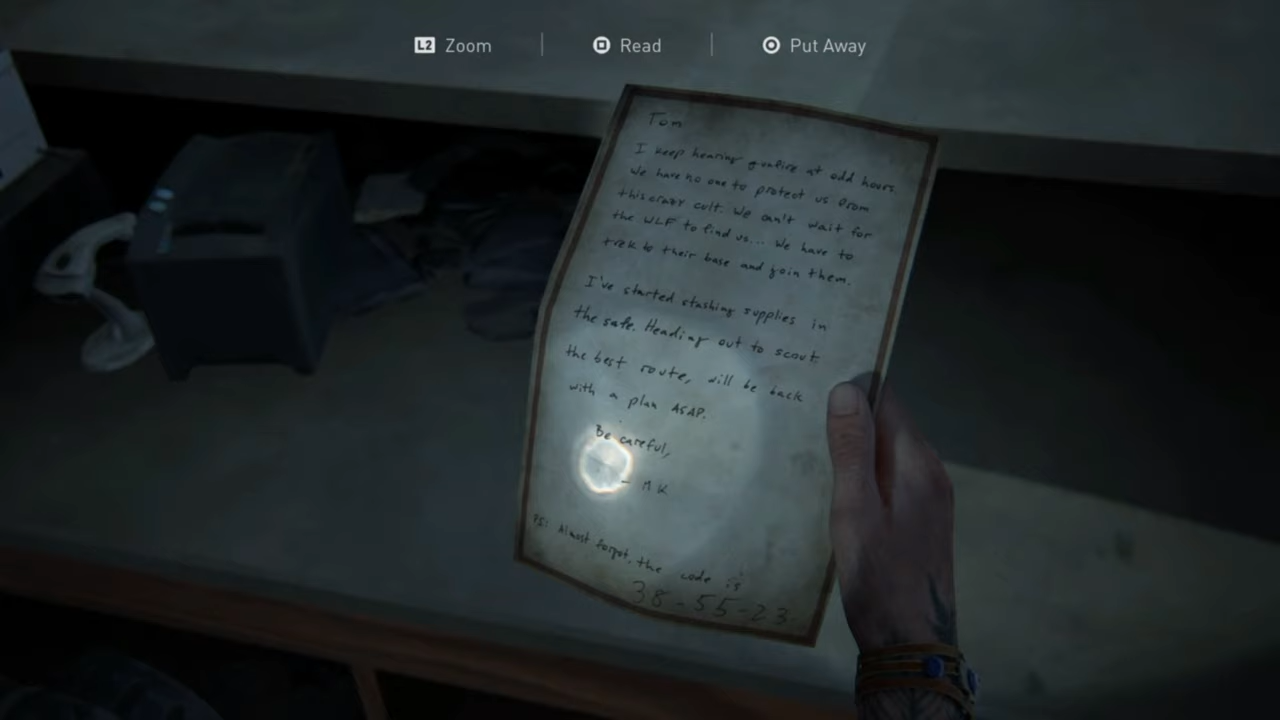 L2 Zoom | Read | Put Away
Tom
I keep hearing gunfire at odd hours.
We have no one to protect us from
this crazy cult. We can't wait for
the WLF to find us... We have to
trek to their base and join them.
I've started stashing supplies in
the safe. Heading out to scout
the best route, will be back
with a plan ASAP.
Be careful,
- MK
PS: Almost forgot, the code is
38-55-23